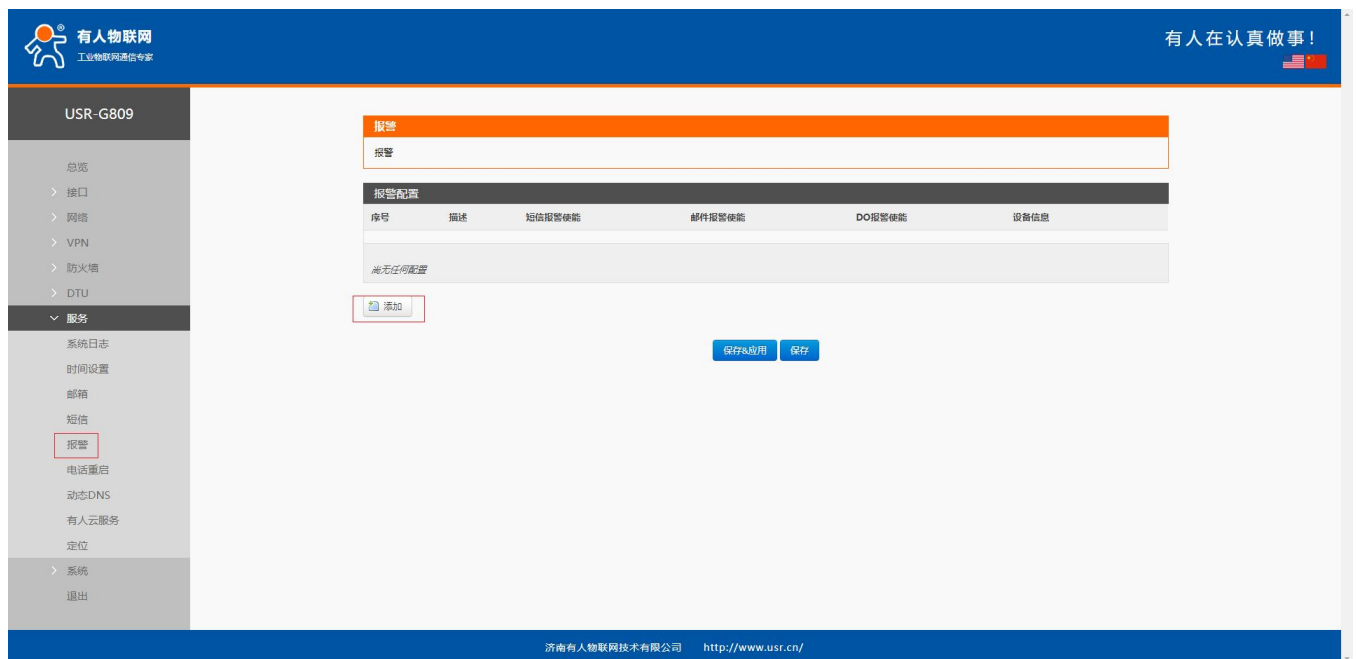 有人物联网
®
工业物联网通信专家
有人在认真做事！
USR-G809
总览
接口
网络
VPN
防火墙
DTU
服务
系统日志
时间设置
邮箱
短信
报警
电话重启
动态DNS
有人云服务
定位
系统
退出
报警
报警
报警配置
序号 描述 短信报警使能 邮件报警使能 DO报警使能 设备信息
尚无任何配置
添加
保存&应用 保存
济南有人物联网技术有限公司 http://www.usr.cn/